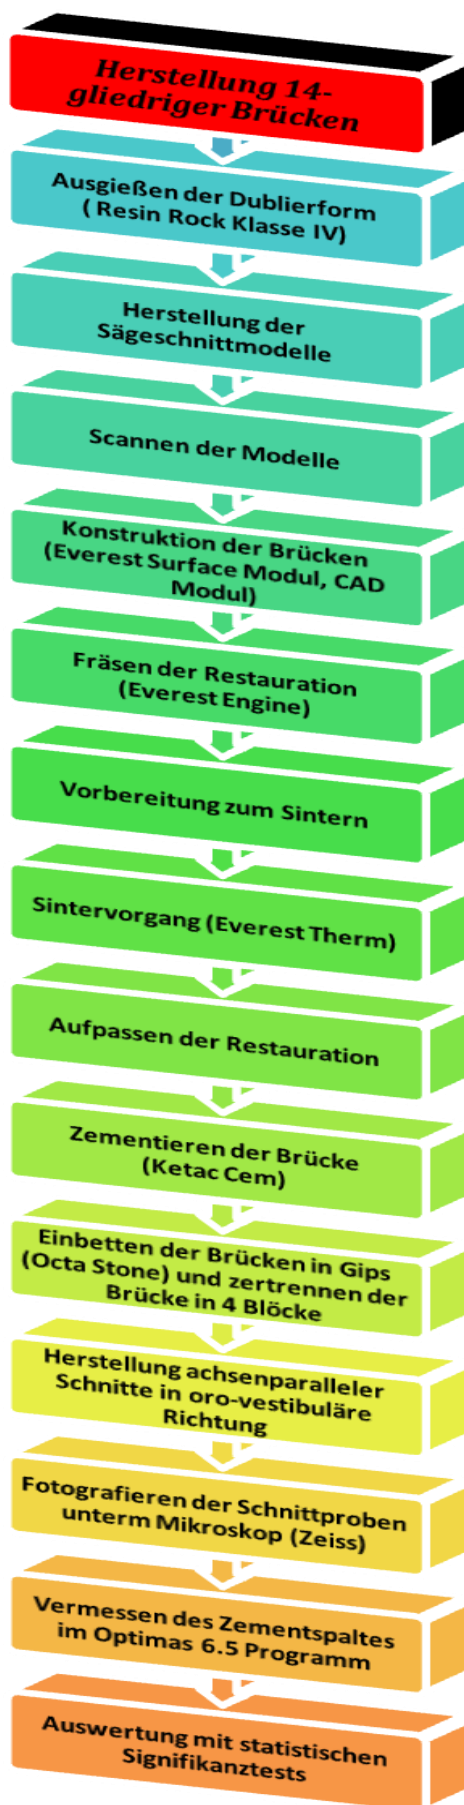 Herstellung 14-
gliedriger Brücken
Ausgießen der Dublierform
( Resin Rock Klasse IV)
Herstellung der
Sägeschnittmodelle
Scannen der Modelle
Konstruktion der Brücken
(Everest Surface Modul, CAD
Modul)
Fräsen der Restauration
(Everest Engine)
Vorbereitung zum Sintern
Sintervorgang (Everest Therm)
Aufpassen der Restauration
Zementieren der Brücke
(Ketac Cem)
Einbetten der Brücken in Gips
(Octa Stone) und zertrennen der
Brücke in 4 Blöcke
Herstellung achsenparalleler
Schnitte in oro-vestibuläre
Richtung
Fotografieren der Schnittproben
unterm Mikroskop (Zeiss)
Vermessen des Zementspaltes
im Optimas 6.5 Programm
Auswertung mit statistischen
Signifikanztests